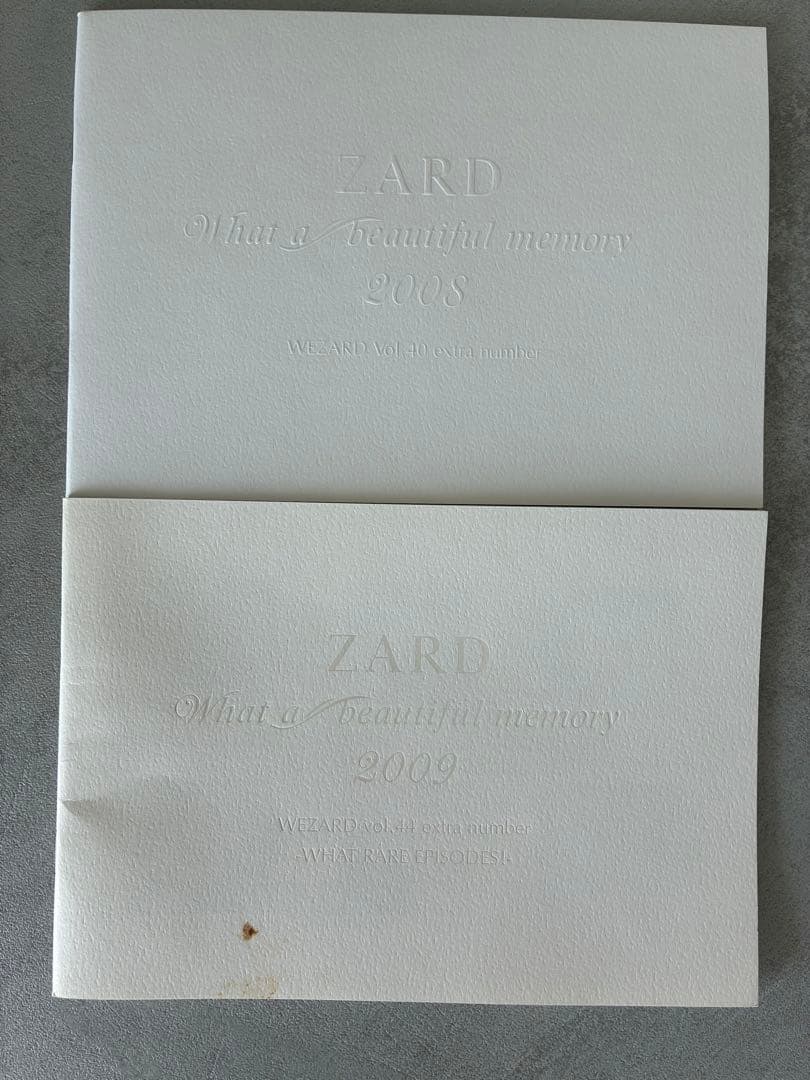 ZARD
What a beautiful memory
2008
WEZARD Vol.40 extra number
ZARD
What a beautiful memory
2009
WEZARD vol.44 extra number
-WHAT RARE EPISODES!-